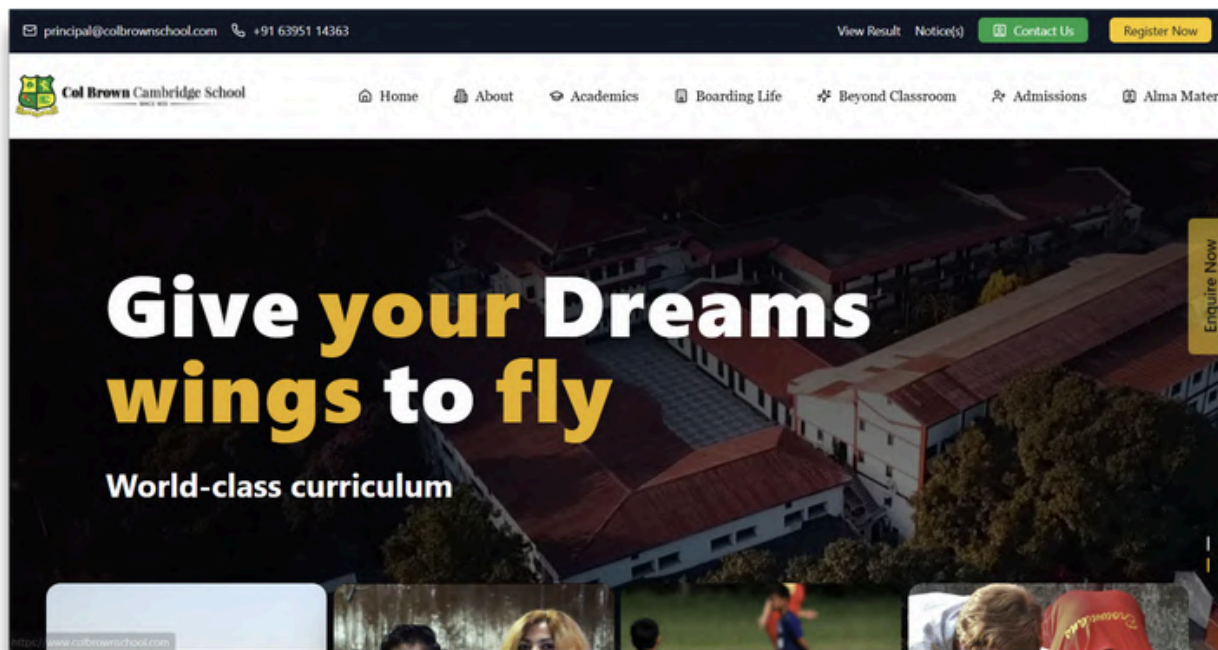 principal@colbrownschool.com +91 63951 14363 View Result Notice(s) Contact Us Register Now
Col Brown Cambridge School
Home About Academics Boarding Life Beyond Classroom Admissions Alma Mater
Enquire Now
Give your Dreams
wings to fly
World-class curriculum
Brownians
https://www.colbrownschool.com